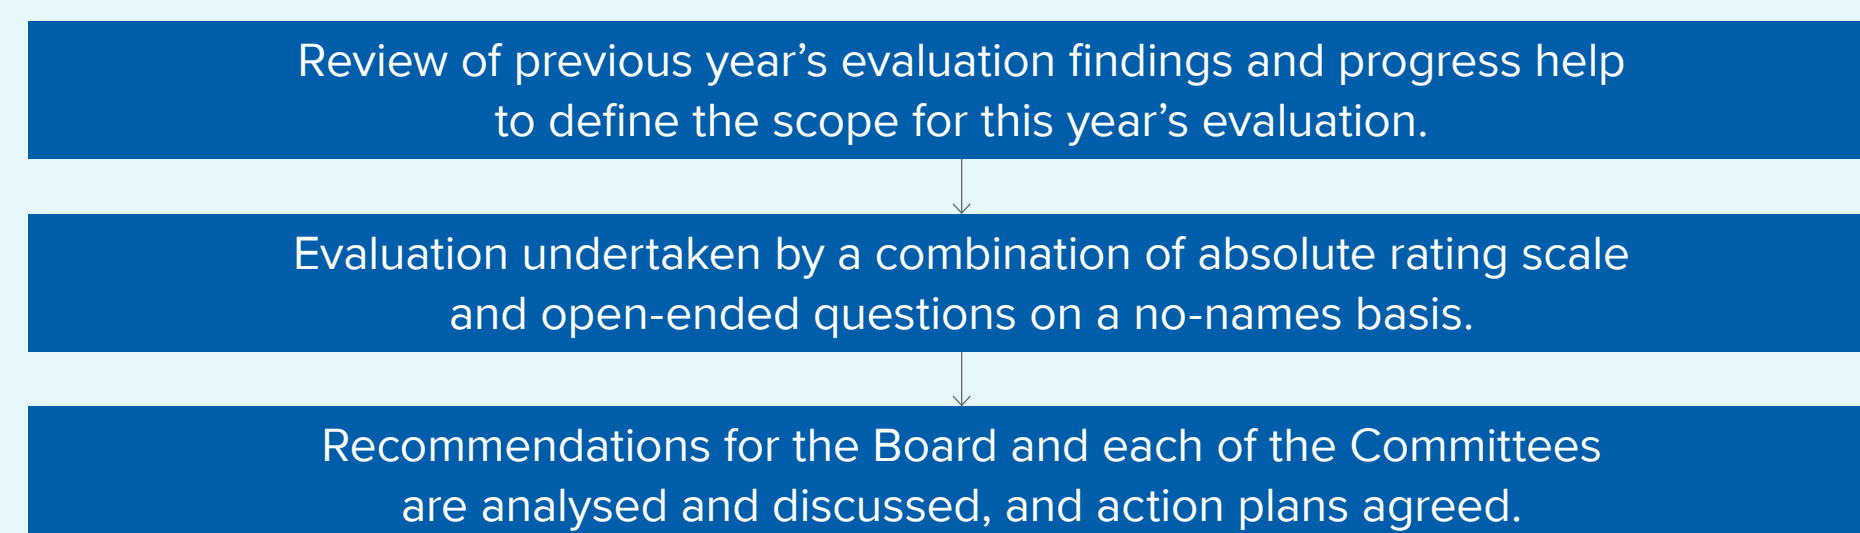 Review of previous year’s evaluation findings and progress help
to define the scope for this year’s evaluation.
Evaluation undertaken by a combination of absolute rating scale
and open-ended questions on a no-names basis.
Recommendations for the Board and each of the Committees
are analysed and discussed, and action plans agreed.